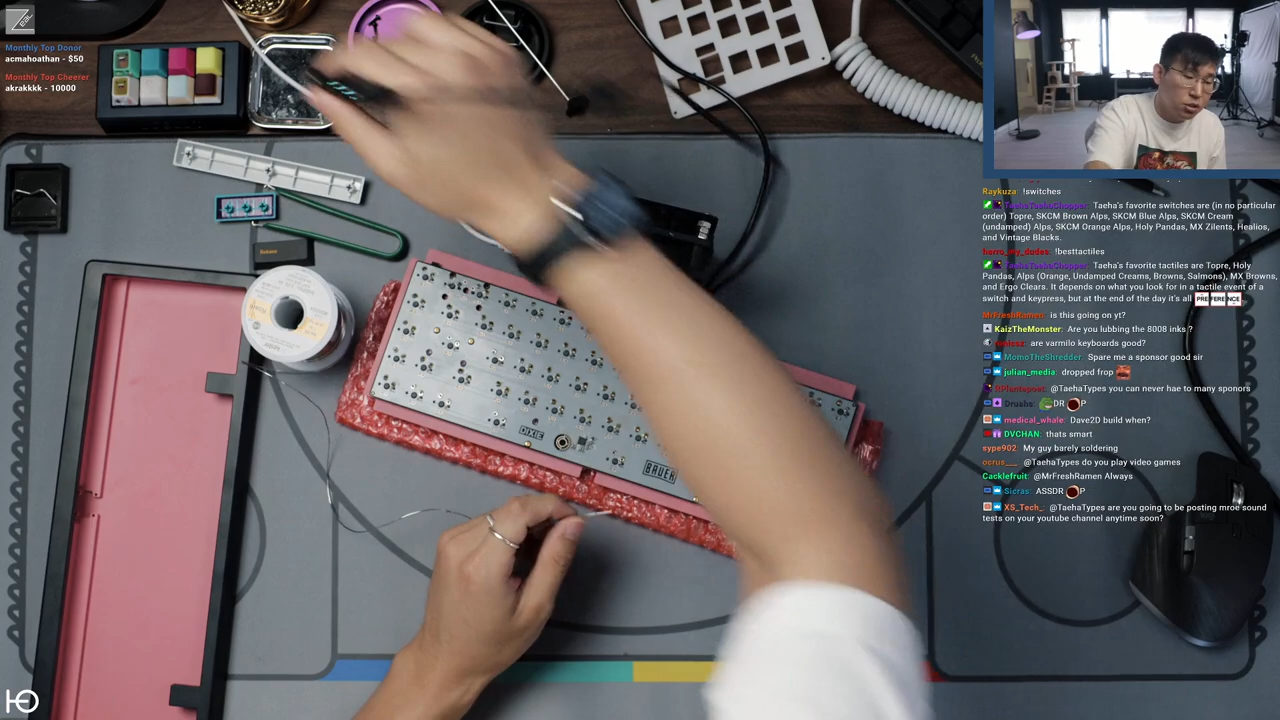 Monthly Top Donor
acmahoathan - $50
Monthly Top Cheerer
akrakkkk - 10000
DIXIE
BAUER
Raykuza: !switches
TaehaTaehaChopper: Taeha's favorite switches are (in no particular
order) Topre, SKCM Brown Alps, SKCM Blue Alps, SKCM Cream
(undamped) Alps, SKCM Orange Alps, Holy Pandas, MX Zilents, Healios,
and Vintage Blacks.
!besttactiles
TaehaTaehaChopper: Taeha's favorite tactiles are Topre, Holy
Pandas, Alps (Orange, Undamped Creams, Browns, Salmons), MX Browns,
and Ergo Clears. It depends on what you look for in a tactile event of a
switch and keypress, but at the end of the day it's all PREFERENCE
MrFreshRamen: is this going on yt?
KaizTheMonster: Are you lubbing the 8008 inks ?
are varmilo keyboards good?
MomoTheShredder: Spare me a sponsor good sir
julian_media: dropped frop
@TaehaTypes you can never hae to many sponsors
DR P
medical_whale: Dave2D build when?
DVCHAN: thats smart
sype902: My guy barely soldering
ocrus___: @TaehaTypes do you play video games
Cacklefruit: @MrFreshRamen Always
Sicras: ASSDR P
XS_Tech_: @TaehaTypes are you going to be posting mroe sound
tests on your youtube channel anytime soon?